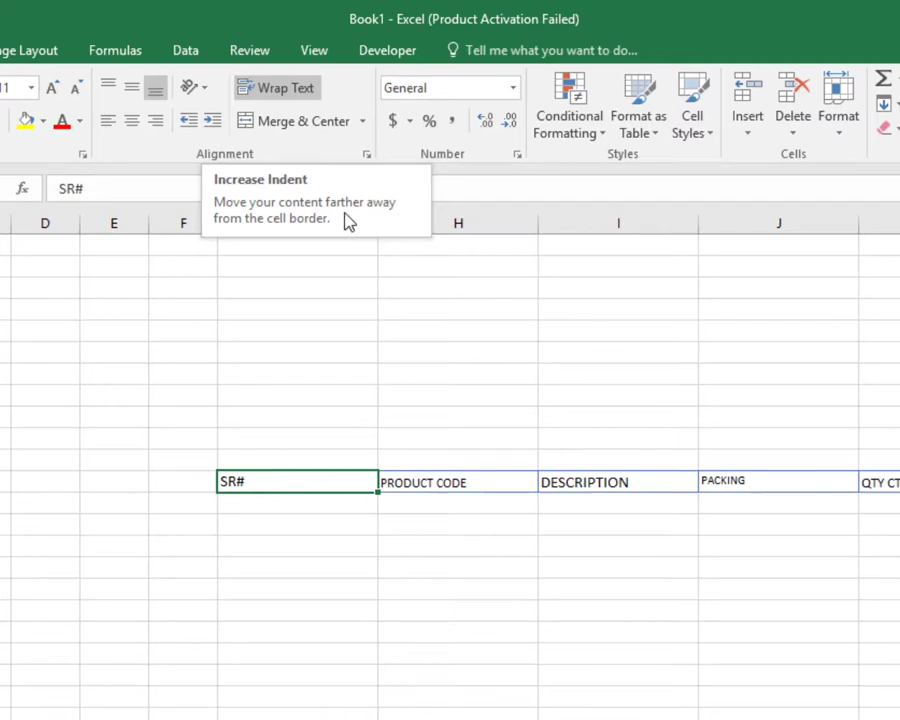 Book1 - Excel (Product Activation Failed)
ge Layout Formulas Data Review View Developer Tell me what you want to do...
Wrap Text General
Merge & Center $ % , Conditional Formatting Format as Table Cell Styles Insert Delete Format
Alignment Number Styles Cells
fx SR#
Increase Indent
Move your content farther away
from the cell border.
D E F H I J
SR# PRODUCT CODE DESCRIPTION PACKING QTY CT